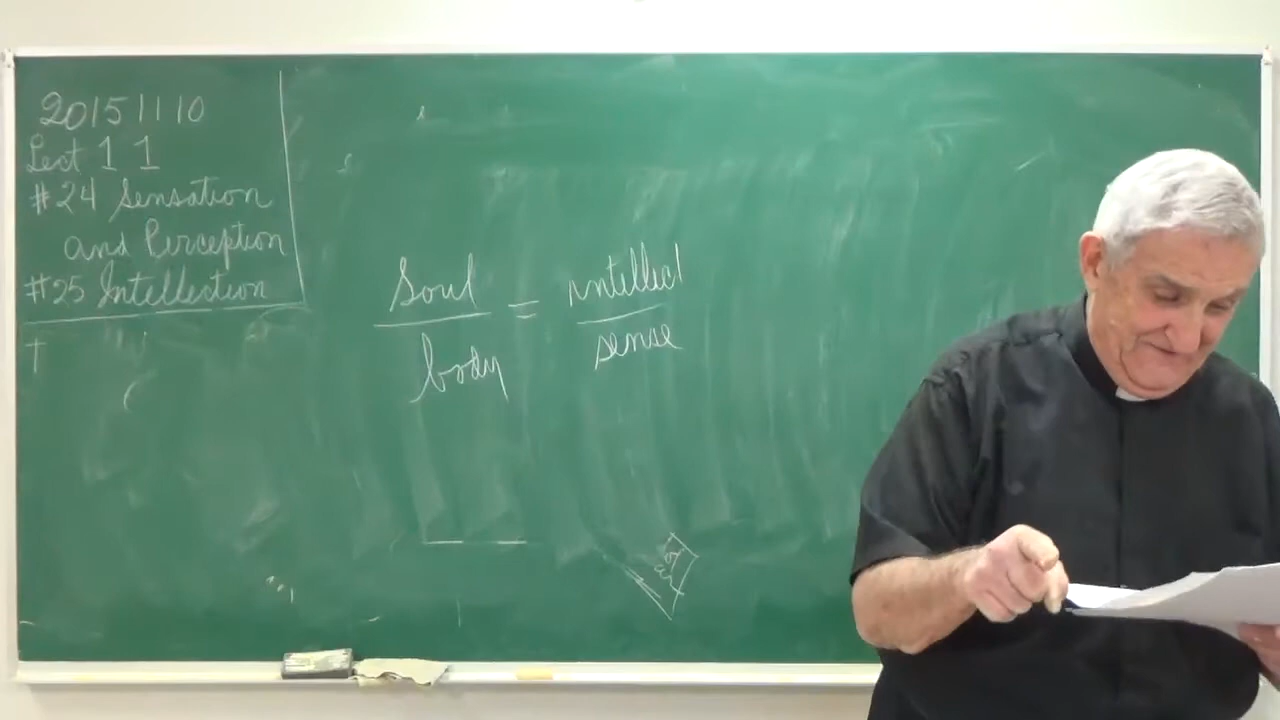 20151110
Lect 11
#24 Sensation
and Perception
#25 Intellection
soul = intellect
body sense